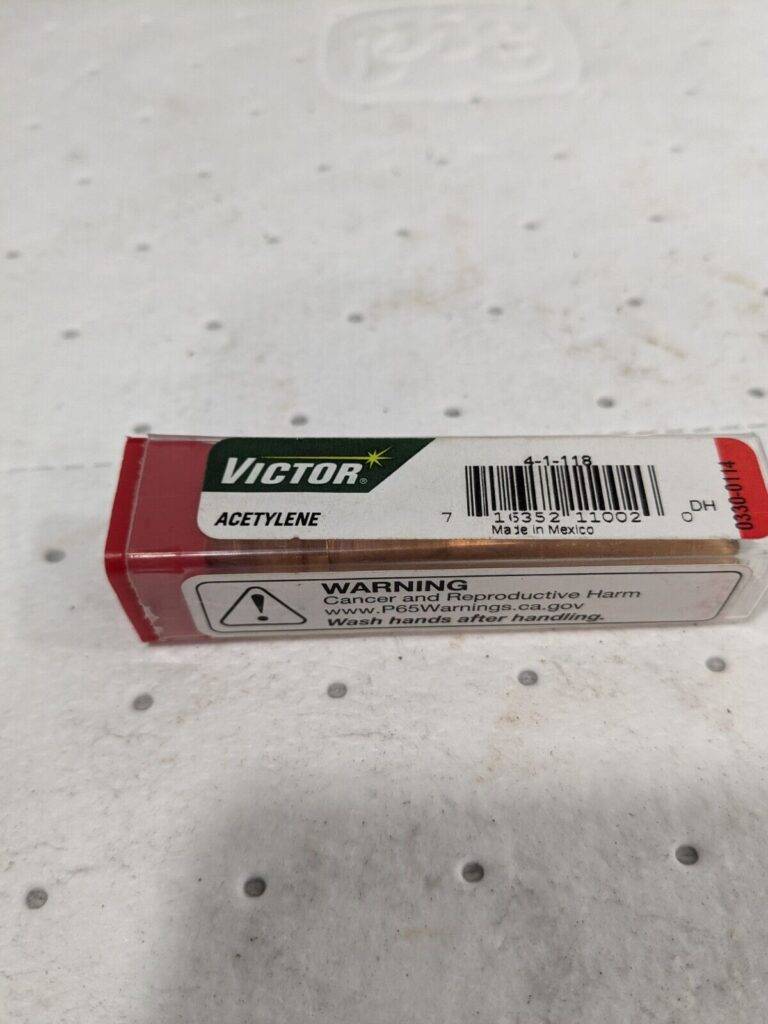 VICTOR®
ACETYLENE
4-1-118
7 16352 11002 0
DH
Made in Mexico
0330-0114
WARNING
Cancer and Reproductive Harm
www.P65Warnings.ca.gov
Wash hands after handling.